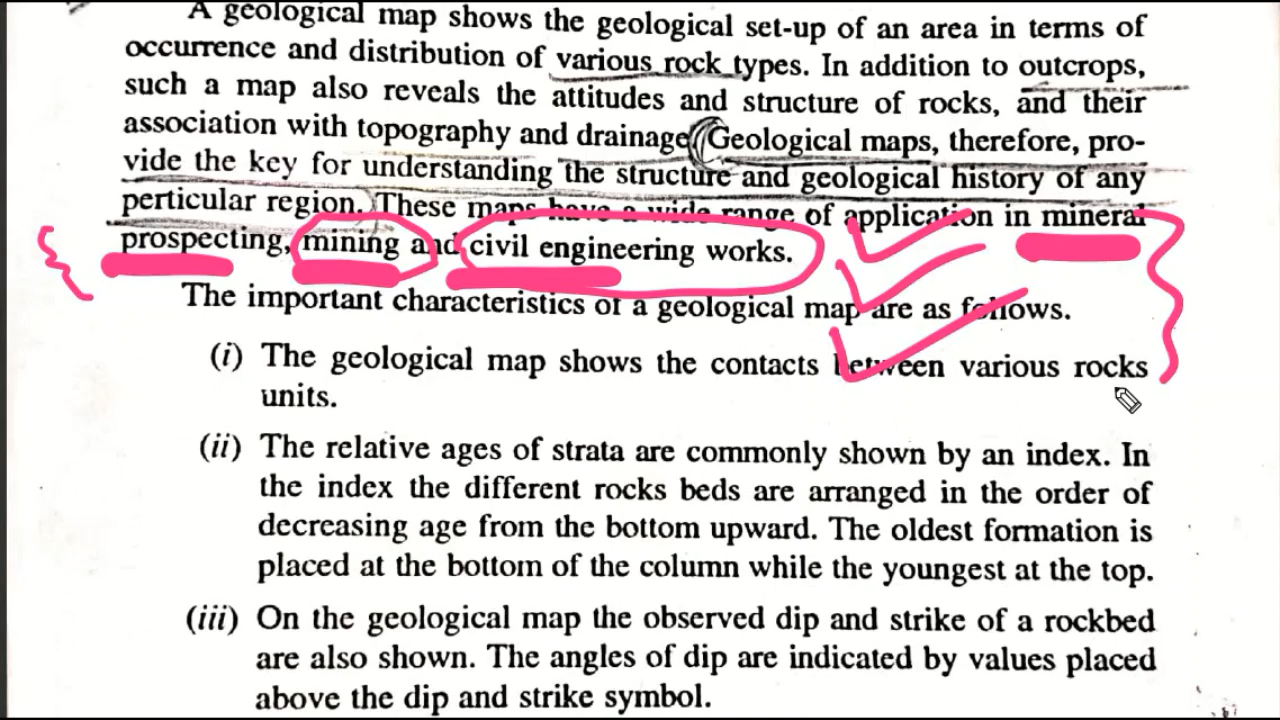 A geological map shows the geological set-up of an area in terms of
occurrence and distribution of various rock types. In addition to outcrops,
such a map also reveals the attitudes and structure of rocks, and their
association with topography and drainage. Geological maps, therefore, pro-
vide the key for understanding the structure and geological history of any
perticular region. These maps have a wide range of application in mineral
prospecting, mining and civil engineering works.
The important characteristics of a geological map are as follows.
(i) The geological map shows the contacts between various rocks
units.
(ii) The relative ages of strata are commonly shown by an index. In
the index the different rocks beds are arranged in the order of
decreasing age from the bottom upward. The oldest formation is
placed at the bottom of the column while the youngest at the top.
(iii) On the geological map the observed dip and strike of a rockbed
are also shown. The angles of dip are indicated by values placed
above the dip and strike symbol.